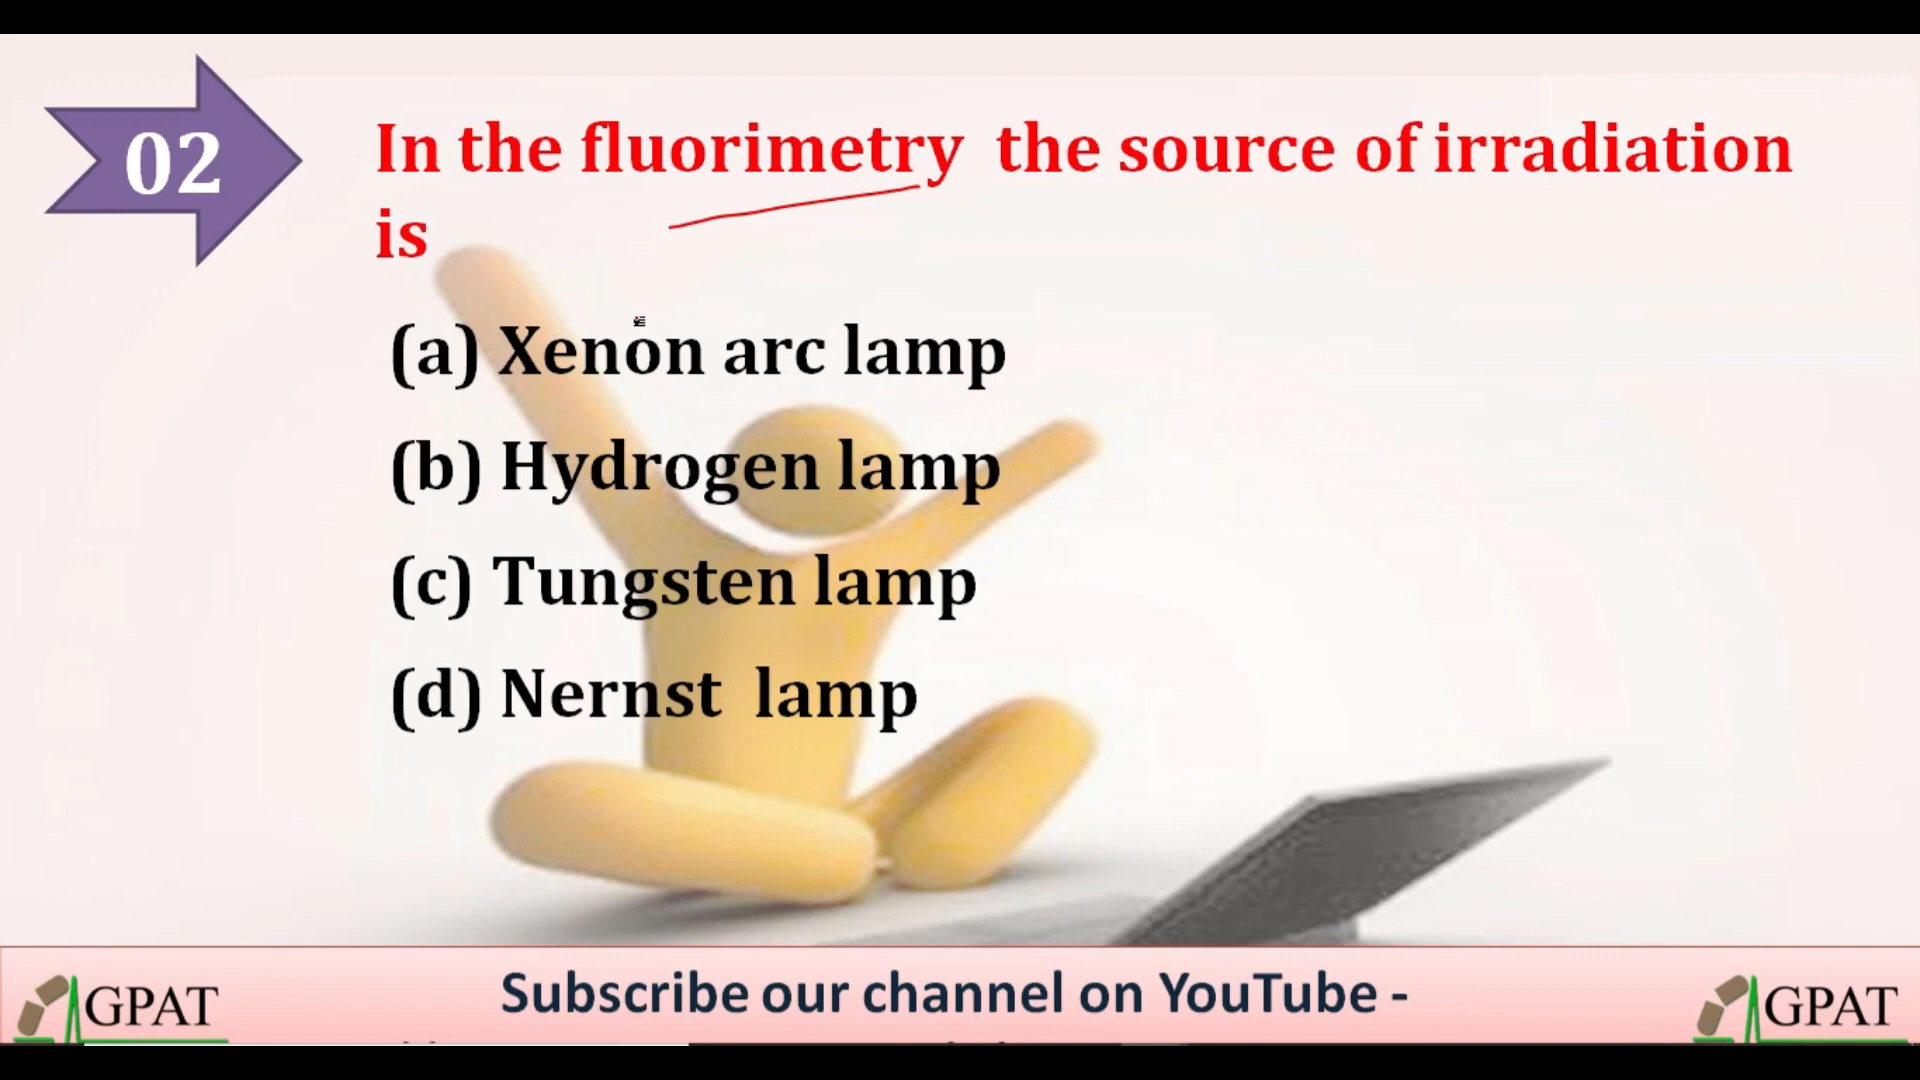 02
In the fluorimetry the source of irradiation
is
(a) Xenon arc lamp
(b) Hydrogen lamp
(c) Tungsten lamp
(d) Nernst lamp
GPAT
Subscribe our channel on YouTube -
GPAT